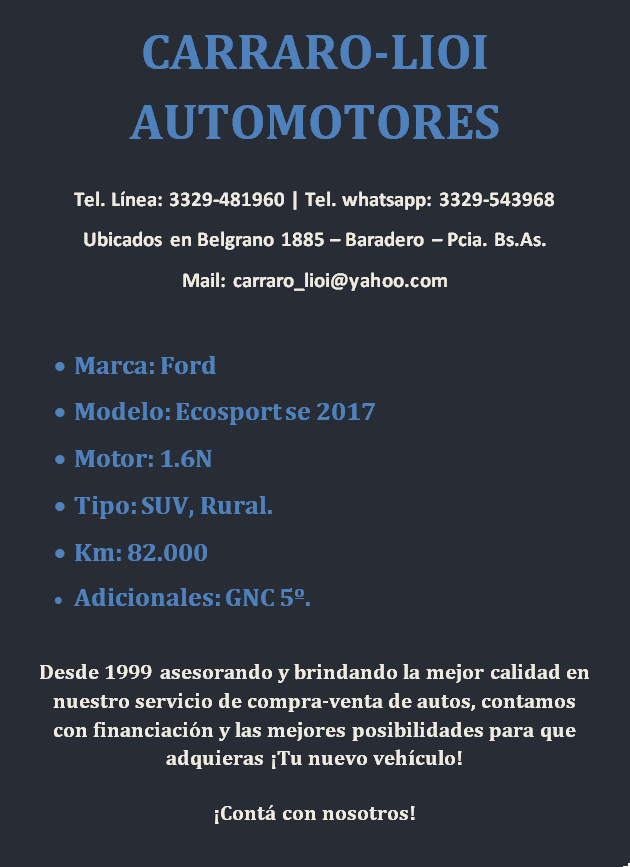 CARRARO-LIOI
AUTOMOTORES
Tel. Línea: 3329-481960 | Tel. whatsapp: 3329-543968
Ubicados en Belgrano 1885 – Baradero – Pcia. Bs.As.
Mail: carraro_lioi@yahoo.com
• Marca: Ford
• Modelo: Ecosport se 2017
• Motor: 1.6N
• Tipo: SUV, Rural.
• Km: 82.000
• Adicionales: GNC 5º.
Desde 1999 asesorando y brindando la mejor calidad en
nuestro servicio de compra-venta de autos, contamos
con financiación y las mejores posibilidades para que
adquieras ¡Tu nuevo vehículo!
¡Contá con nosotros!